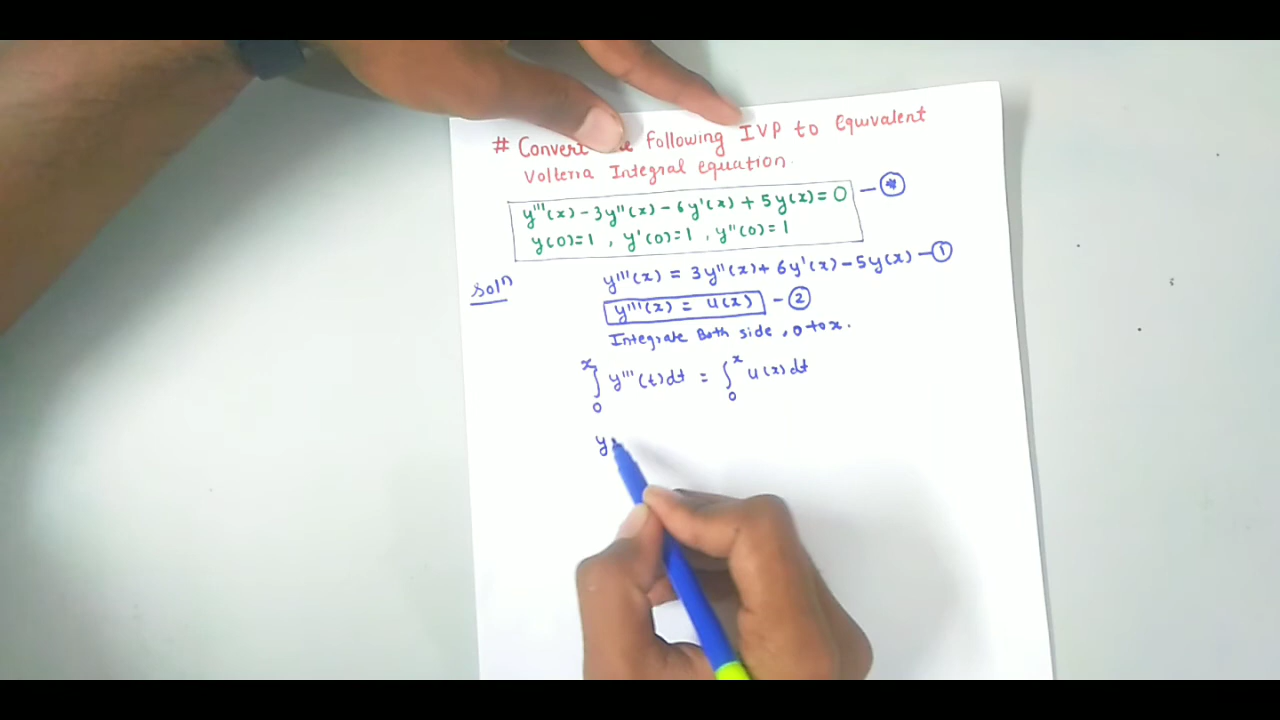 # Convert following IVP to Equivalent
Volterra Integral equation.
y'''(x) - 3y''(x) - 6y'(x) + 5y(x) = 0 — (*)
y(0)=1 , y'(0)=1 , y''(0)=1
Solⁿ
y'''(x) = 3y''(x) + 6y'(x) - 5y(x) — ①
y'''(x) = u(x) — ②
Integrate Both side , 0 to x.
∫₀ˣ y'''(t)dt = ∫₀ˣ u(x)dt
y